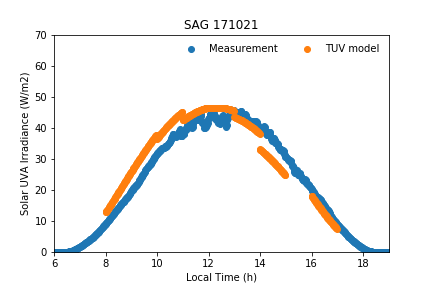 SAG 171021
Measurement TUV model
Solar UVA Irradiance (W/m2)
70
60
50
40
30
20
10
0
6 8 10 12 14 16 18
Local Time (h)